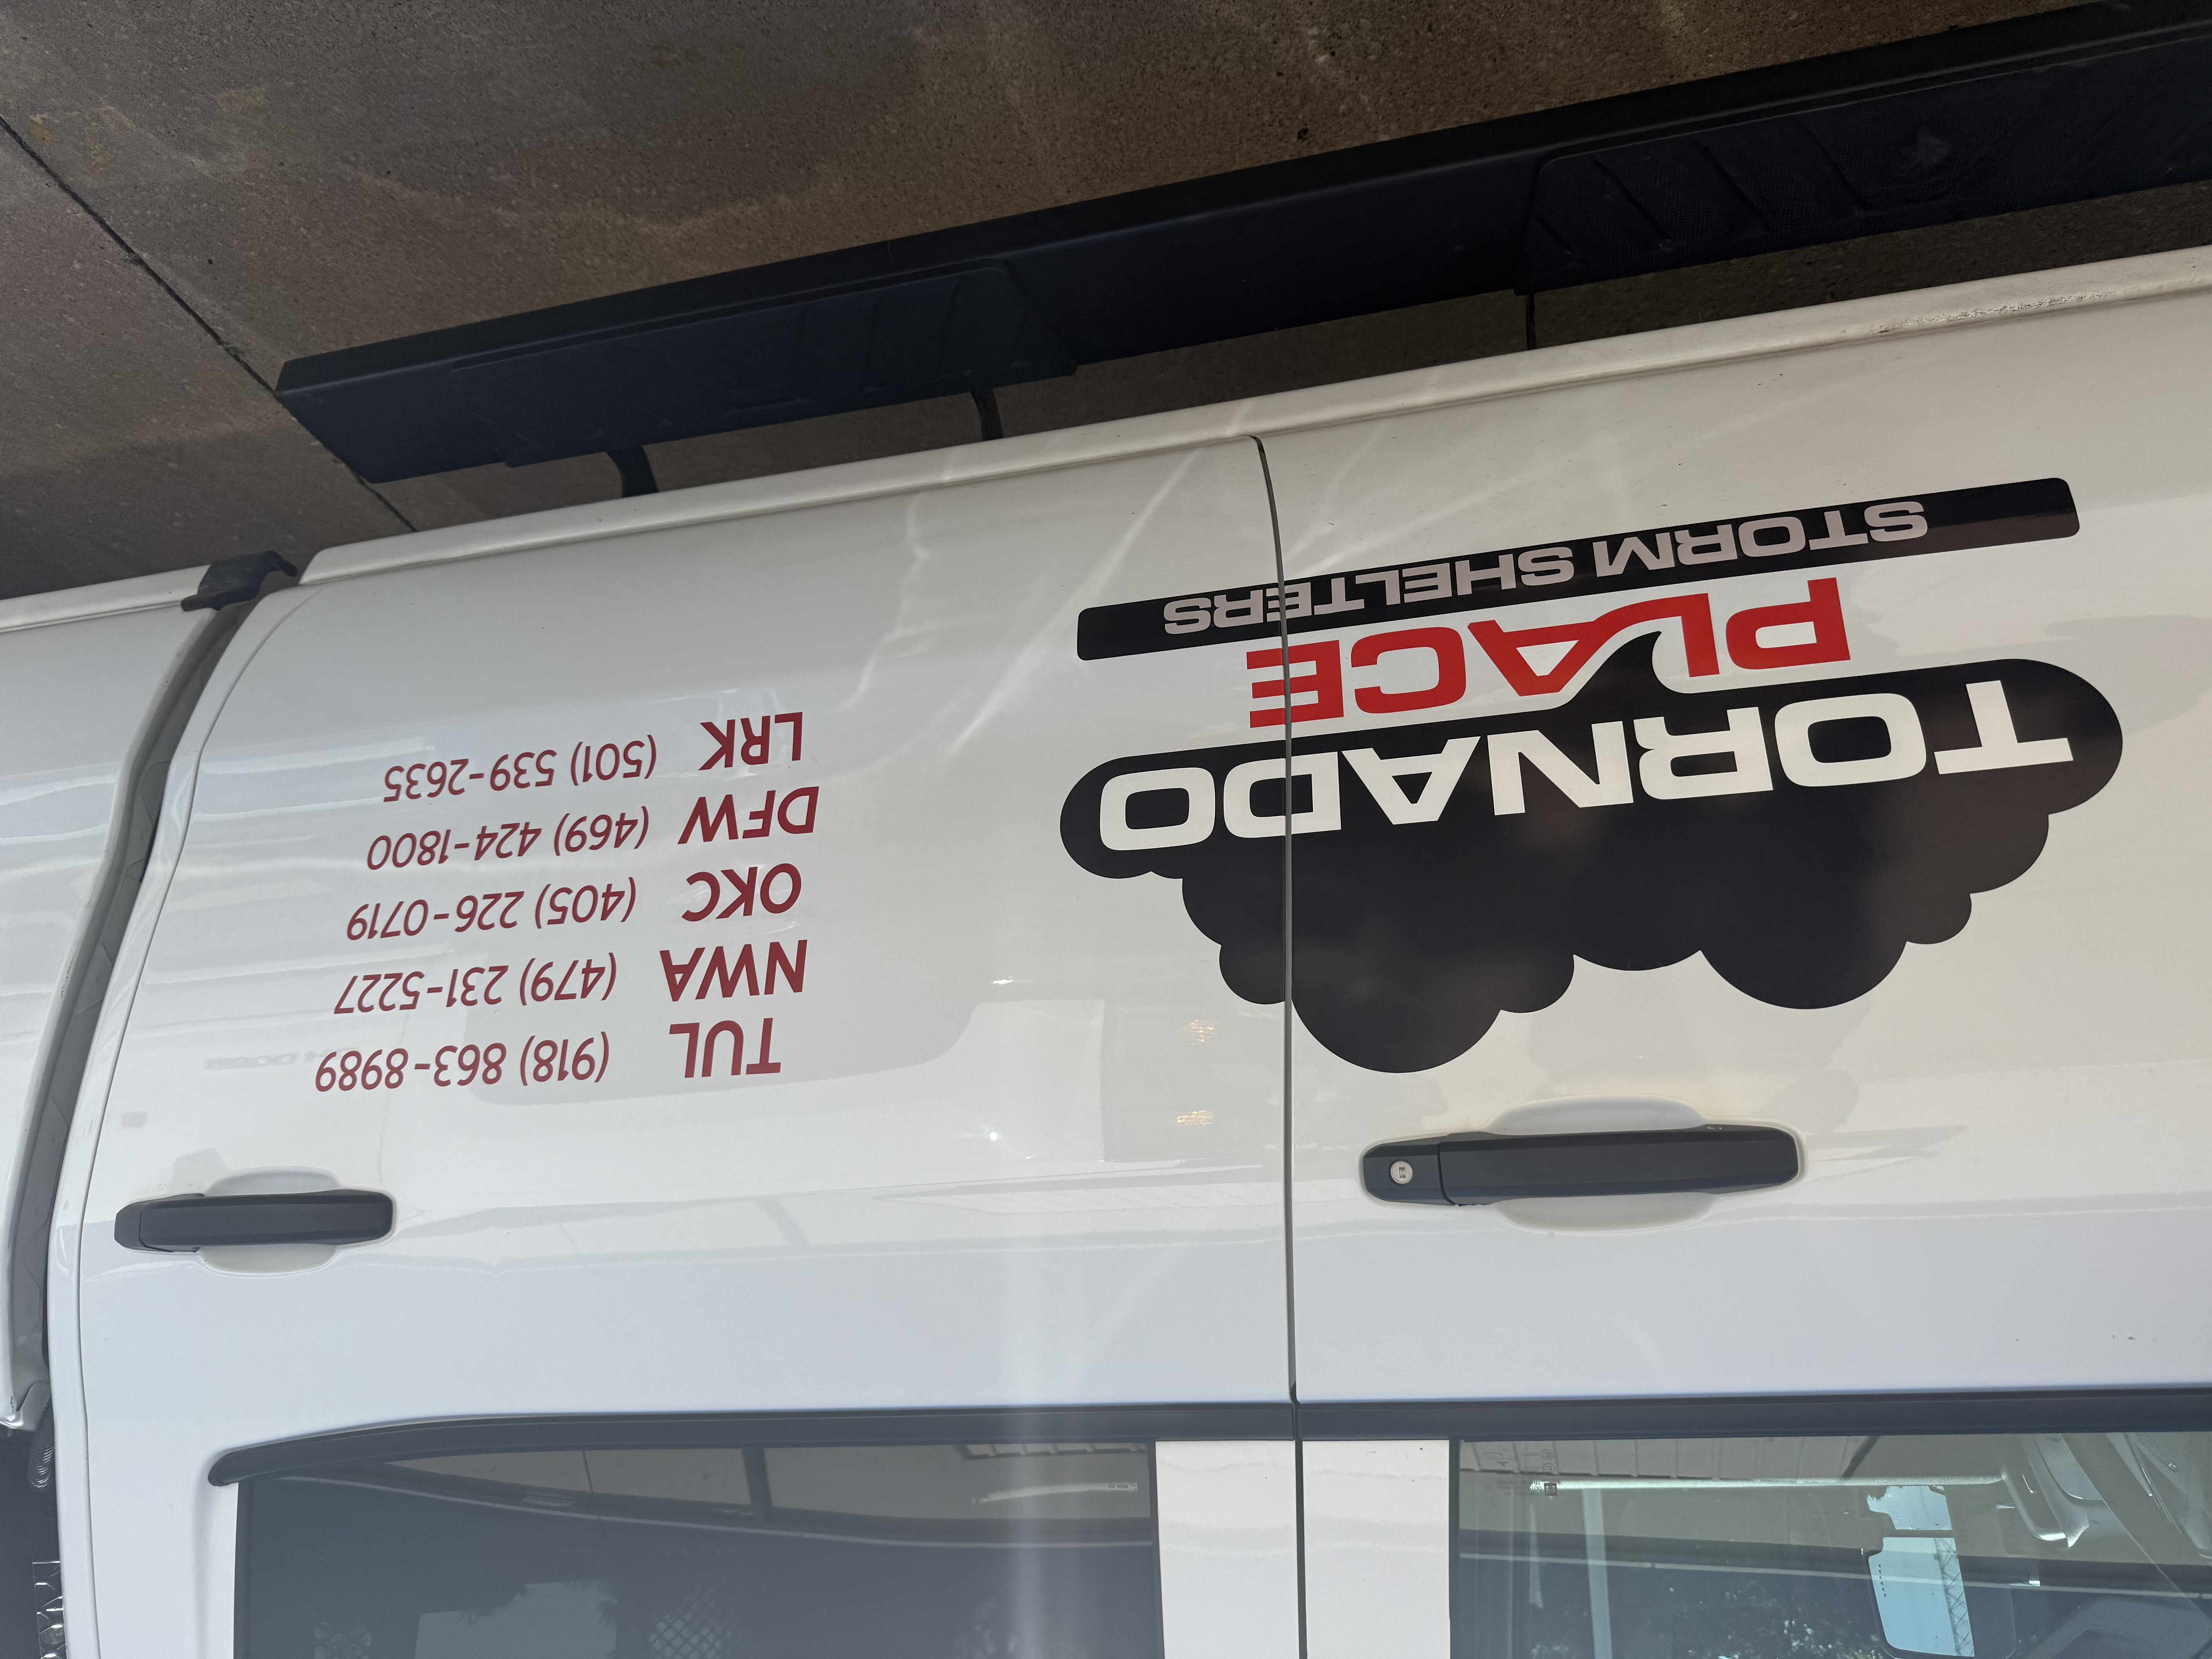 TORNADO
PLACE
STORM SHELTERS
TUL (918) 863-8989
NWA (479) 231-5227
OKC (405) 226-0719
DFW (469) 424-1800
LRK (501) 539-2635